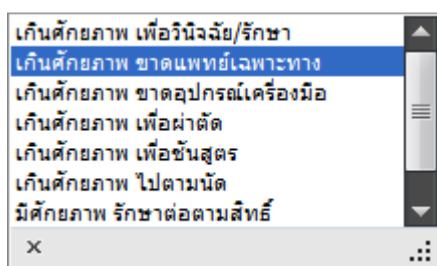 เกินศักยภาพ เพื่อวินิจฉัย/รักษา
เกินศักยภาพ ขาดแพทย์เฉพาะทาง
เกินศักยภาพ ขาดอุปกรณ์เครื่องมือ
เกินศักยภาพ เพื่อผ่าตัด
เกินศักยภาพ เพื่อชันสูตร
เกินศักยภาพ ไปตามนัด
มีศักยภาพ รักษาต่อตามสิทธิ์